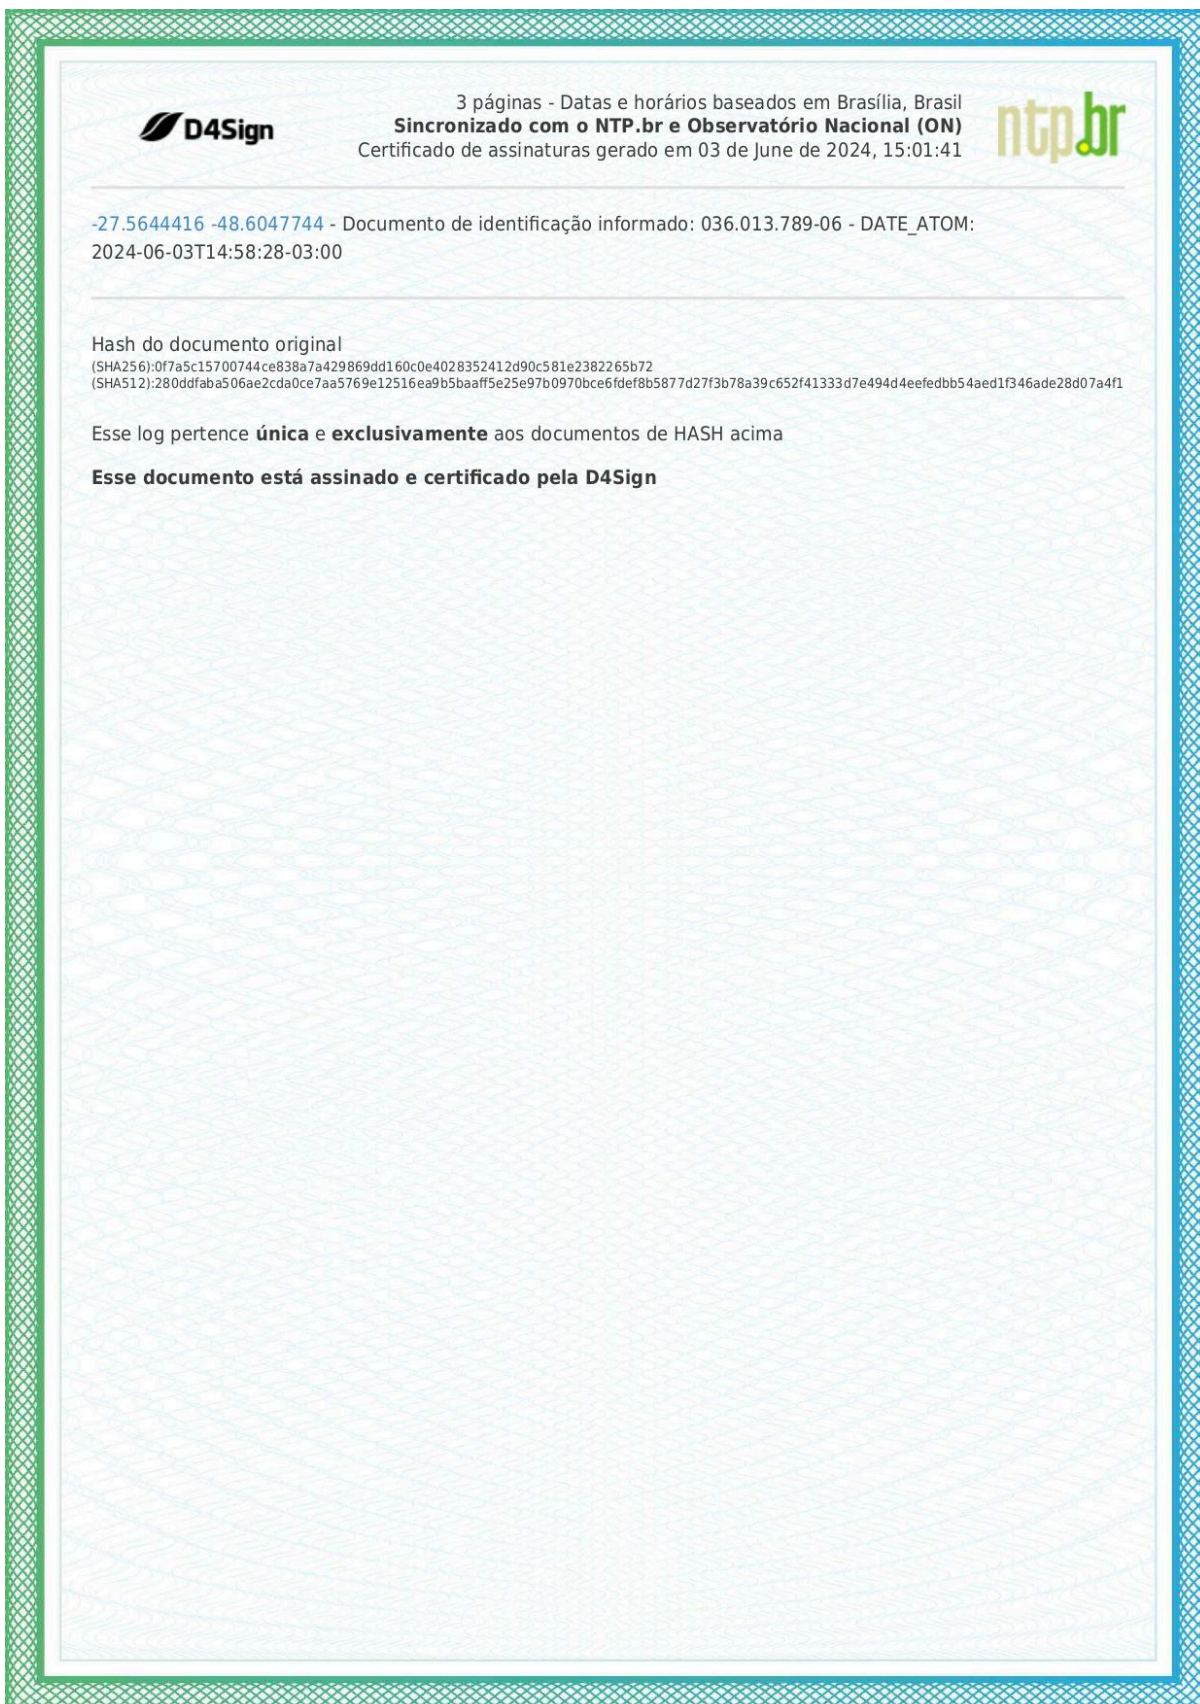 D4Sign
3 páginas - Datas e horários baseados em Brasília, Brasil
Sincronizado com o NTP.br e Observatório Nacional (ON)
Certificado de assinaturas gerado em 03 de June de 2024, 15:01:41
ntp.br
-27.5644416 -48.6047744 - Documento de identificação informado: 036.013.789-06 - DATE_ATOM:
2024-06-03T14:58:28-03:00
Hash do documento original
(SHA256):0f7a5c15700744ce838a7a429869dd160c0e4028352412d90c581e2382265b72
(SHA512):280ddfaba506ae2cda0ce7aa5769e12516ea9b5baaff5e25e97b0970bce6fdef8b5877d27f3b78a39c652f41333d7e494d4eefedbb54aed1f346ade28d07a4f1
Esse log pertence única e exclusivamente aos documentos de HASH acima
Esse documento está assinado e certificado pela D4Sign